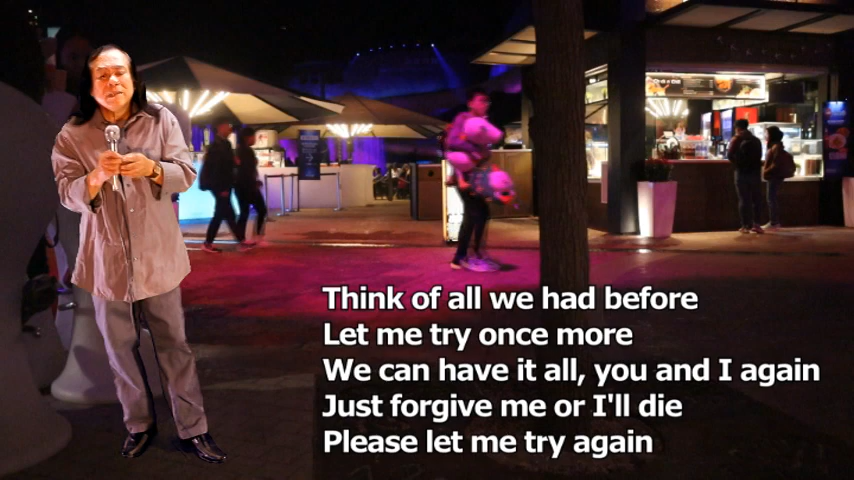 Think of all we had before
Let me try once more
We can have it all, you and I again
Just forgive me or I'll die
Please let me try again